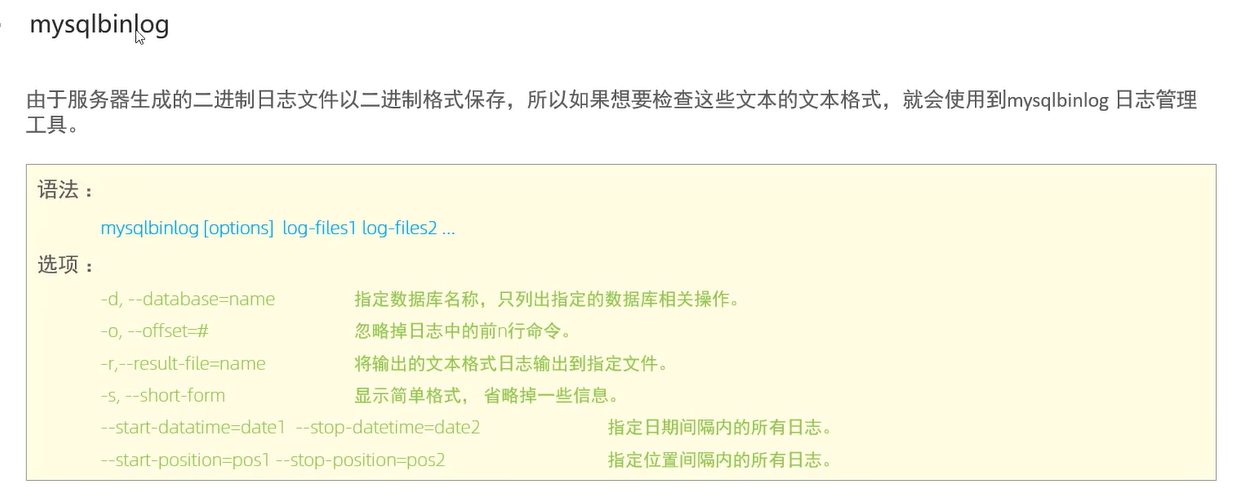 mysqlbinlog
由于服务器生成的二进制日志文件以二进制格式保存，所以如果想要检查这些文本的文本格式，就会使用到mysqlbinlog 日志管理
工具。
语法：
mysqlbinlog [options] log-files1 log-files2 ...
选项：
-d, --database=name 指定数据库名称，只列出指定的数据库相关操作。
-o, --offset=# 忽略掉日志中的前n行命令。
-r,--result-file=name 将输出的文本格式日志输出到指定文件。
-s, --short-form 显示简单格式， 省略掉一些信息。
--start-datatime=date1 --stop-datetime=date2 指定日期间隔内的所有日志。
--start-position=pos1 --stop-position=pos2 指定位置间隔内的所有日志。